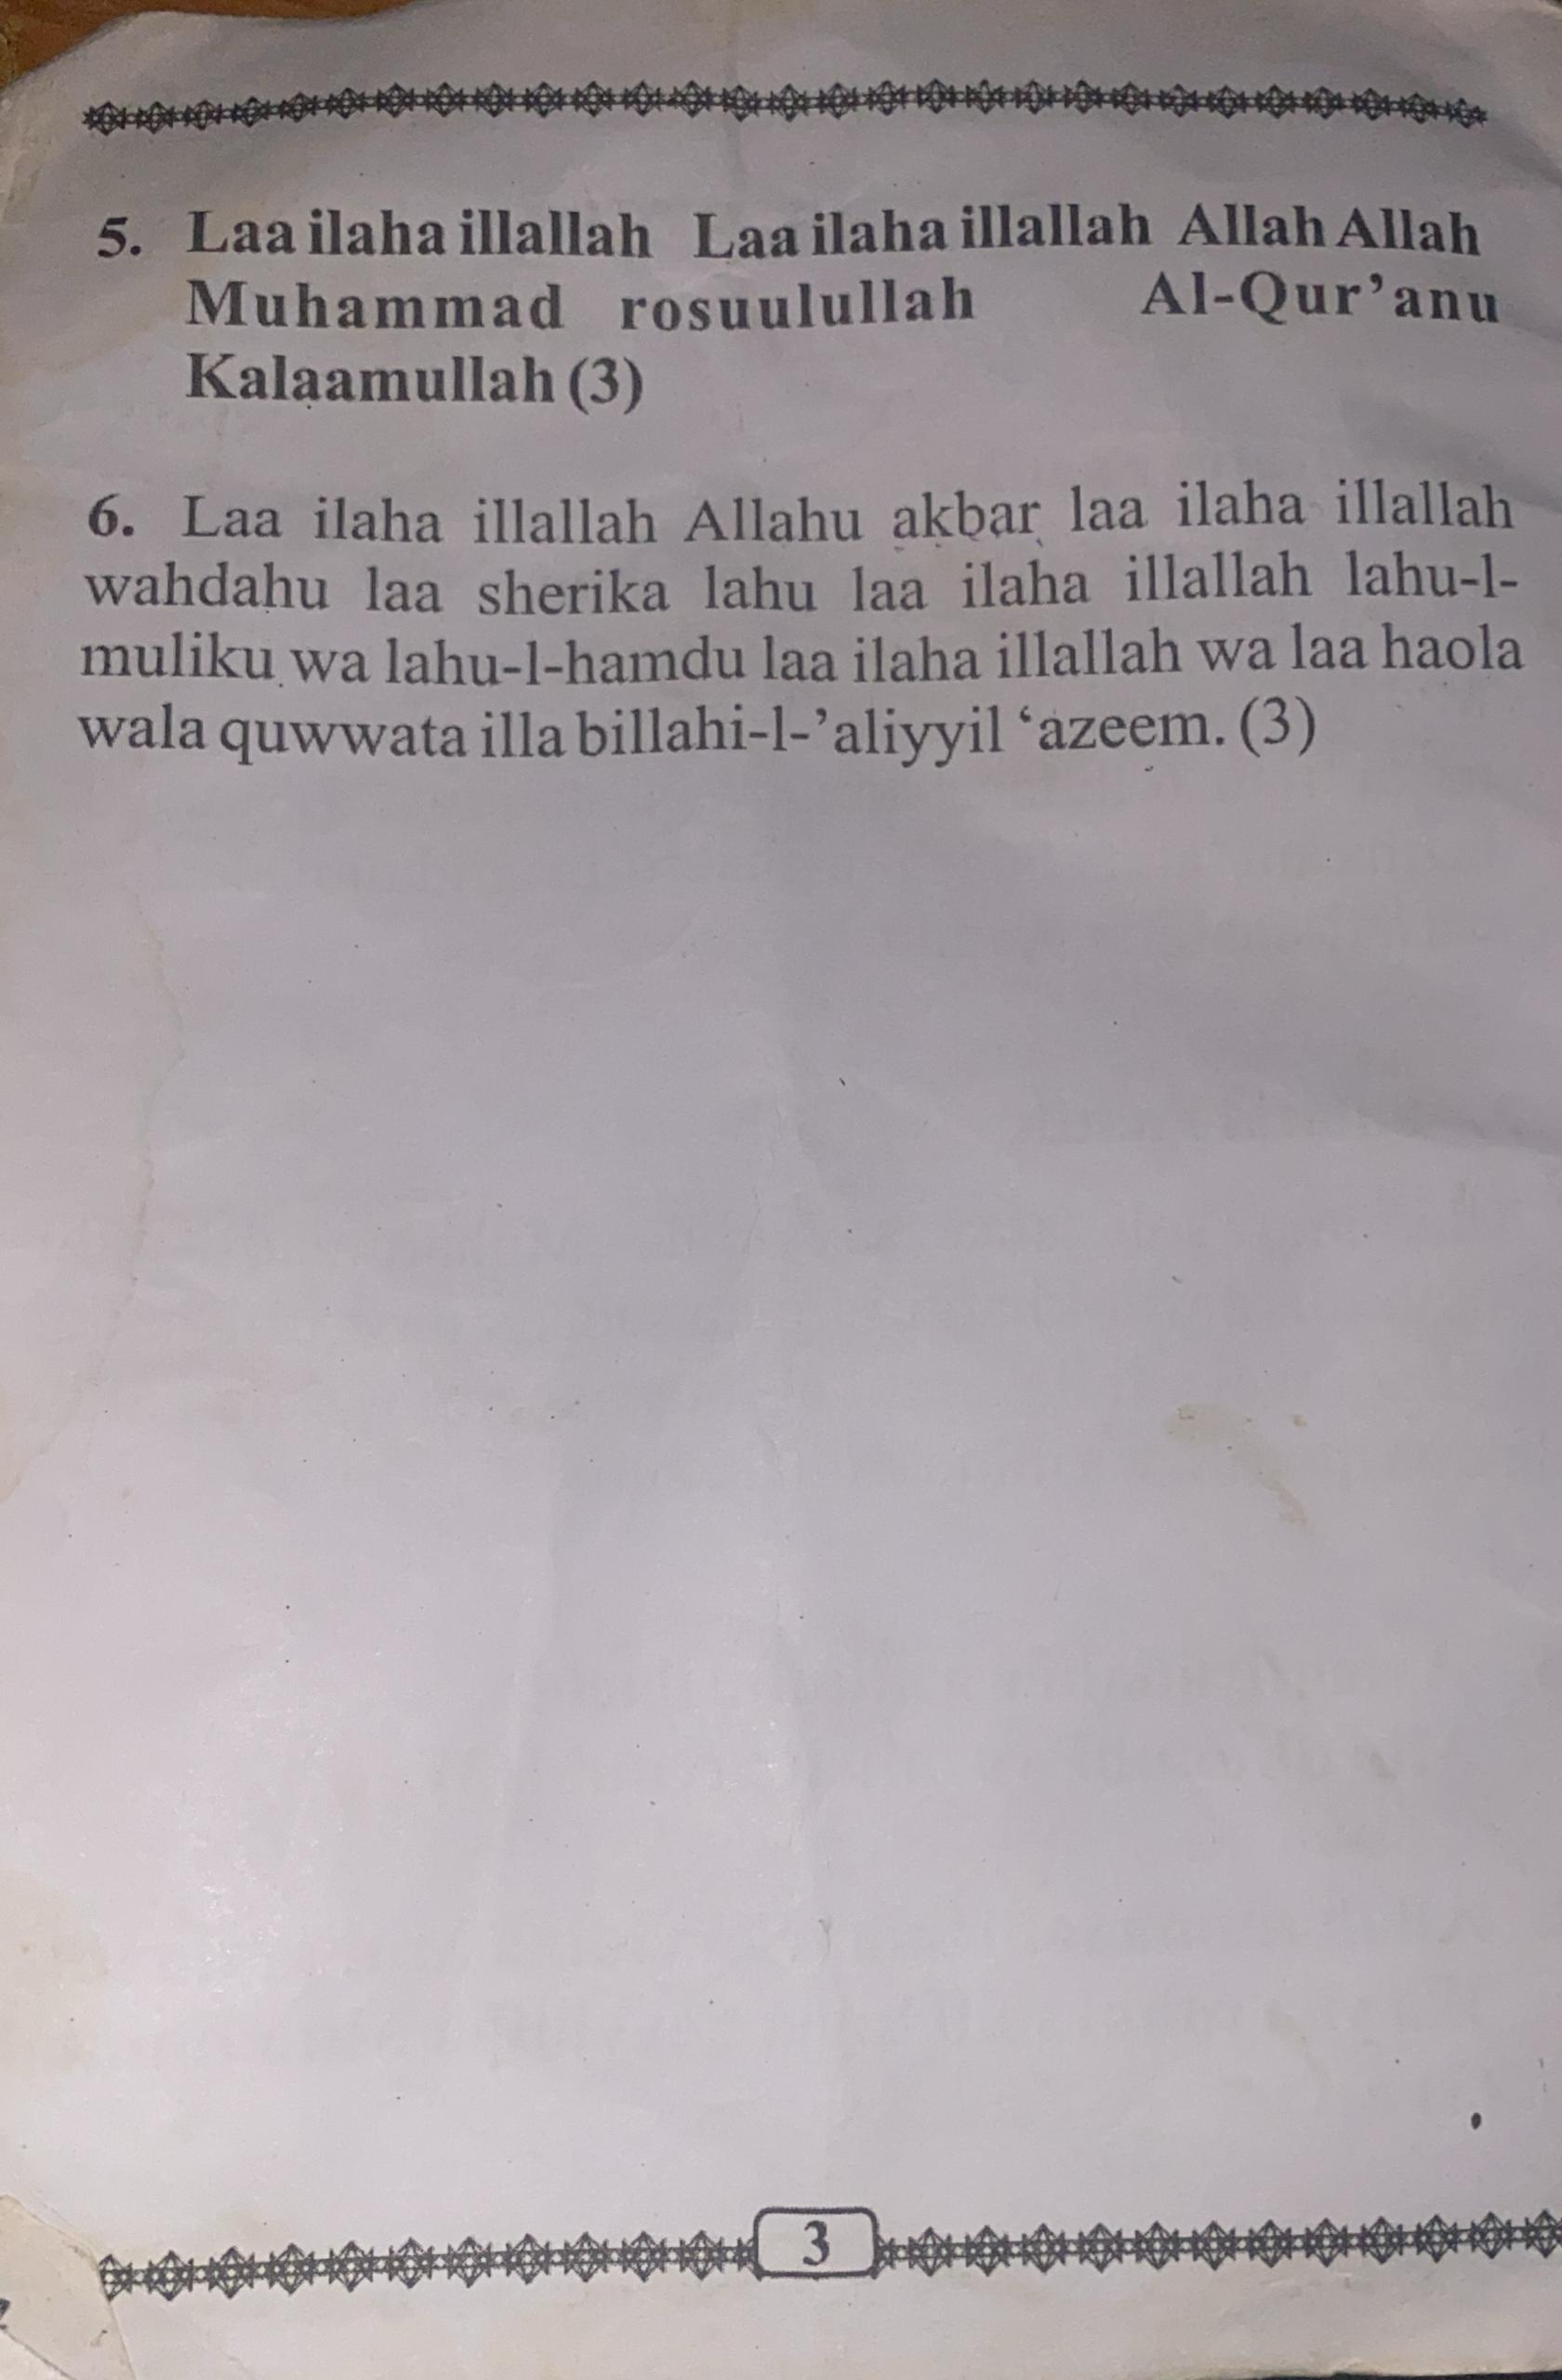 5. Laa ilaha illallah Laa ilaha illallah Allah Allah
Muhammad rosuulullah Al-Qur’anu
Kalaamullah (3)
6. Laa ilaha illallah Allahu akbar laa ilaha illallah
wahdahu laa sherika lahu laa ilaha illallah lahu-l-
muliku wa lahu-l-hamdu laa ilaha illallah wa laa haola
wala quwwata illa billahi-l-’aliyyil ‘azeem. (3)
3